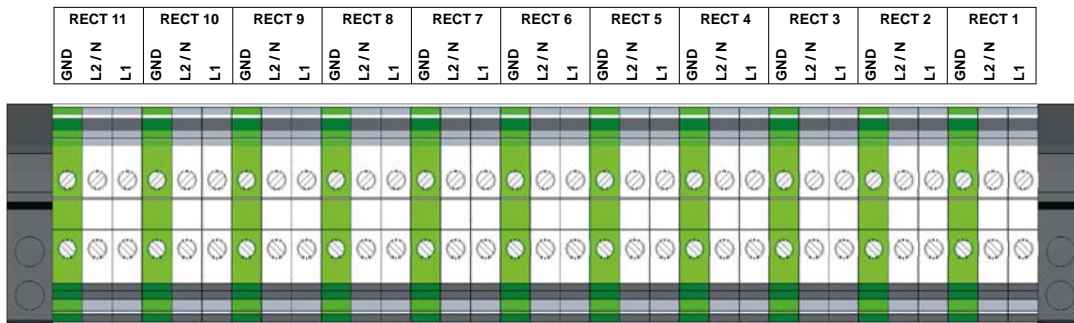 RECT 11 RECT 10 RECT 9 RECT 8 RECT 7 RECT 6 RECT 5 RECT 4 RECT 3 RECT 2 RECT 1
GND L2 / N L1 GND L2 / N L1 GND L2 / N L1 GND L2 / N L1 GND L2 / N L1 GND L2 / N L1 GND L2 / N L1 GND L2 / N L1 GND L2 / N L1 GND L2 / N L1 GND L2 / N L1